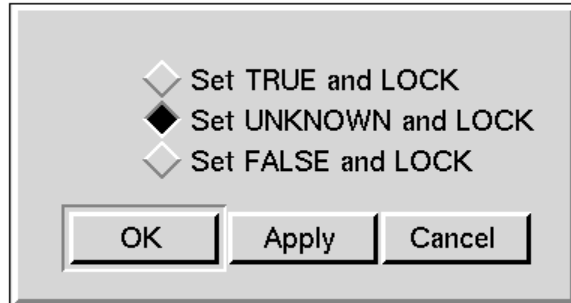 Set TRUE and LOCK
Set UNKNOWN and LOCK
Set FALSE and LOCK
OK Apply Cancel